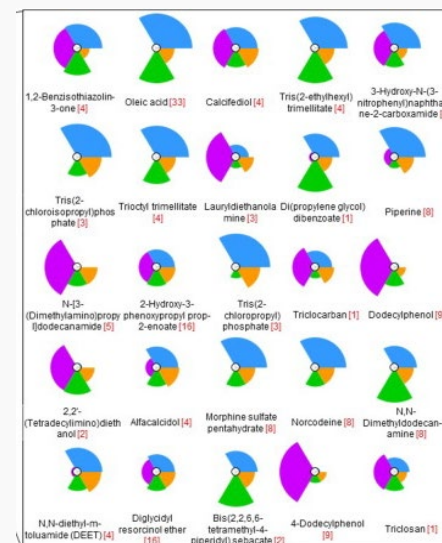 1,2-Benzisothiazolin-
3-one [4]
Oleic acid [33]
Calcifediol [4]
Tris(2-ethylhexyl)
trimellitate [4]
3-Hydroxy-N-(3-
nitrophenyl)naphtha
ne-2-carboxamide [
Tris(2-
chloroisopropyl)phos
phate [3]
Trioctyl trimellitate
[4]
Lauryldiethanola
mine [3]
Di(propylene glycol)
dibenzoate [1]
Piperine [8]
N-[3-
(Dimethylamino)propy
l]dodecanamide [5]
2-Hydroxy-3-
phenoxypropyl prop-
2-enoate [16]
Tris(2-
chloropropyl)
phosphate [3]
Triclocarban [1]
Dodecylphenol [9
2,2'-
(Tetradecylimino)dieth
anol [2]
Alfacalcidol [4]
Morphine sulfate
pentahydrate [8]
Norcodeine [8]
N,N-
Dimethyldodecan-
amine [8]
N,N-diethyl-m-
toluamide (DEET) [4]
Diglycidyl
resorcinol ether
[16]
Bis(2,2,6,6-
tetramethyl-4-
piperidyl) sebacate [2]
4-Dodecylphenol
[9]
Triclosan [1]